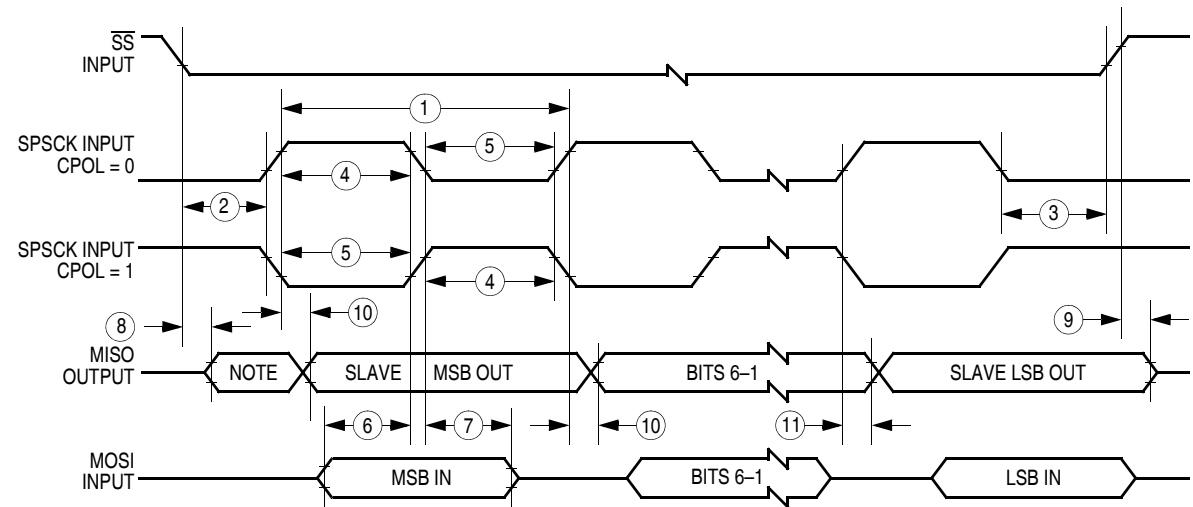 SS
INPUT
1
SPSCK INPUT
CPOL = 0
5
4
2
3
SPSCK INPUT
CPOL = 1
5
4
8
10
9
MISO
OUTPUT
NOTE
SLAVE MSB OUT
BITS 6–1
SLAVE LSB OUT
6
7
10
11
MOSI
INPUT
MSB IN
BITS 6–1
LSB IN